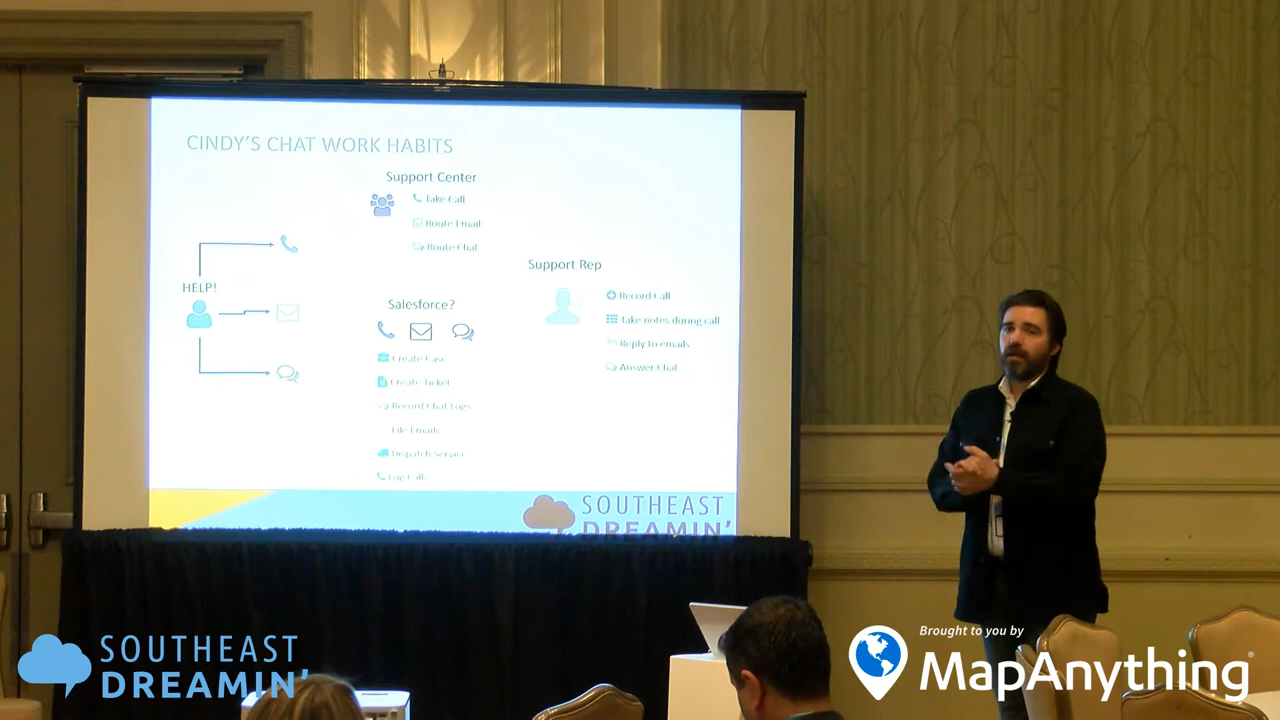 CINDY'S CHAT WORK HABITS
Support Center
Take Call
Route Email
Route Chat
HELP!
Support Rep
Record Call
Take notes during call
Reply to emails
Answer Chat
Salesforce?
Create Case
Create Ticket
Record Chat Logs
File Emails
Dispatch Service
Log Calls
SOUTHEAST
DREAMIN'
SOUTHEAST
DREAMIN'
Brought to you by
MapAnything®